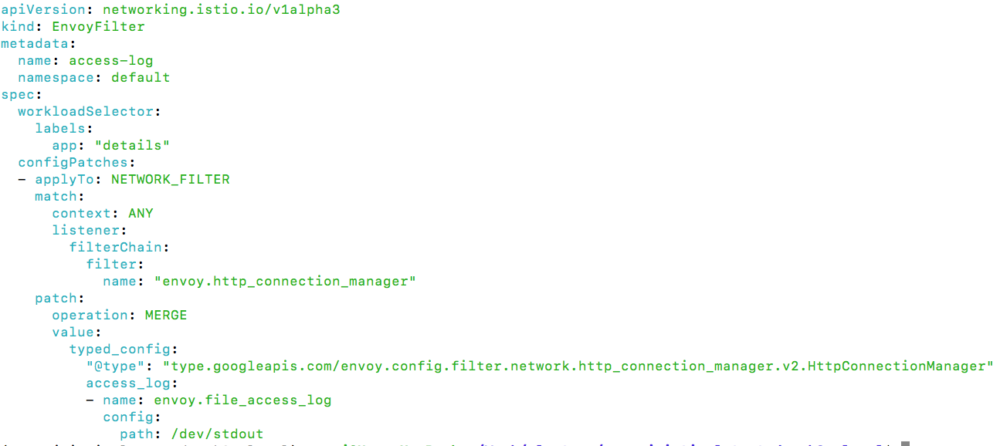 apiVersion: networking.istio.io/v1alpha3
kind: EnvoyFilter
metadata:
  name: access-log
  namespace: default
spec:
  workloadSelector:
    labels:
      app: "details"
  configPatches:
  - applyTo: NETWORK_FILTER
    match:
      context: ANY
      listener:
        filterChain:
          filter:
            name: "envoy.http_connection_manager"
    patch:
      operation: MERGE
      value:
        typed_config:
          "@type": "type.googleapis.com/envoy.config.filter.network.http_connection_manager.v2.HttpConnectionManager"
          access_log:
          - name: envoy.file_access_log
            config:
              path: /dev/stdout